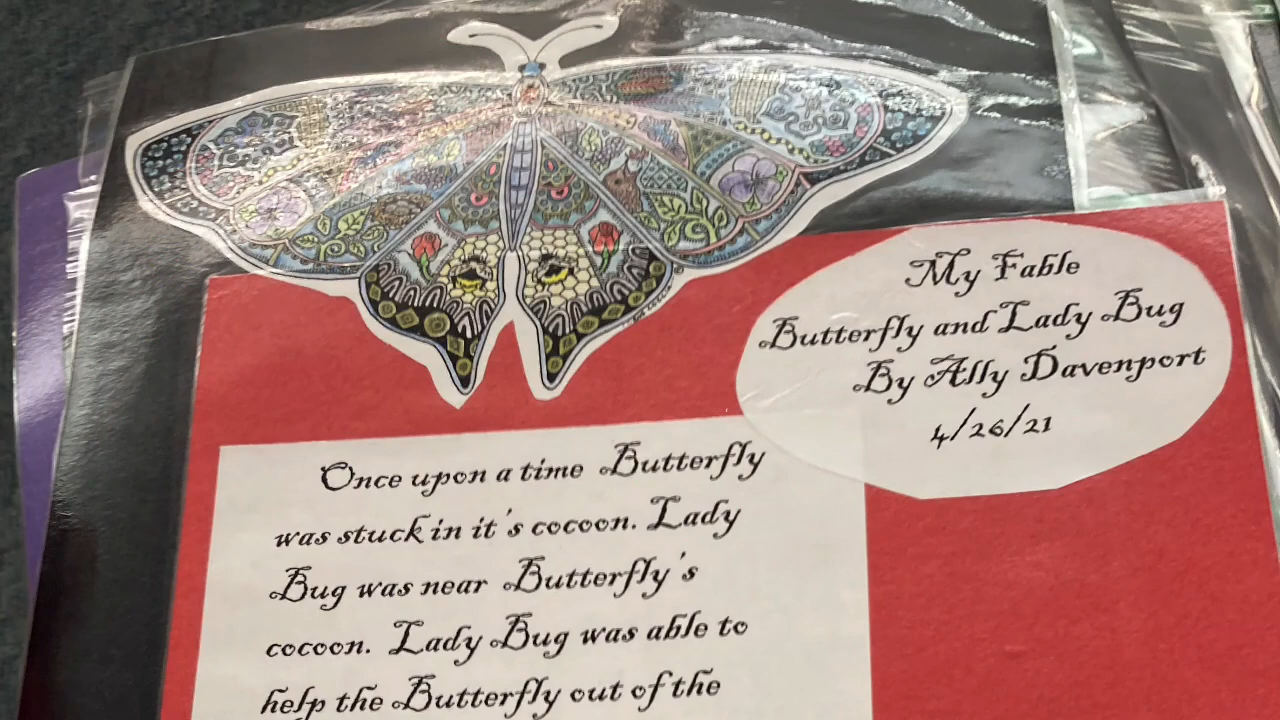 My Fable
Butterfly and Lady Bug
By Ally Davenport
4/26/21
Once upon a time Butterfly
was stuck in it's cocoon. Lady
Bug was near Butterfly's
cocoon. Lady Bug was able to
help the Butterfly out of the